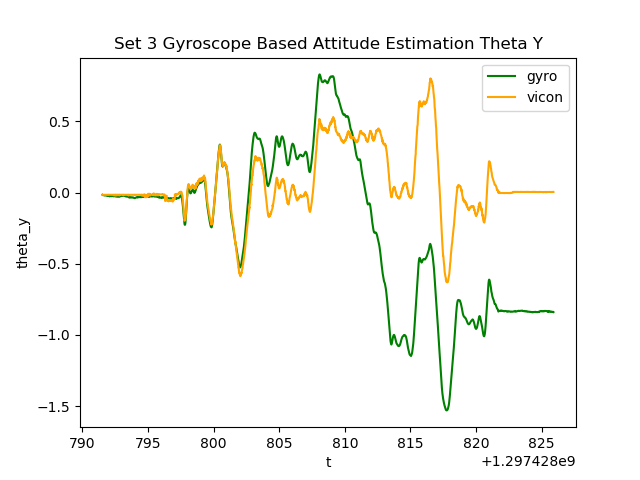 Set 3 Gyroscope Based Attitude Estimation Theta Y
gyro
vicon
0.5
0.0
−0.5
−1.0
−1.5
theta_y
790
795
800
805
810
815
820
825
t
+1.297428e9